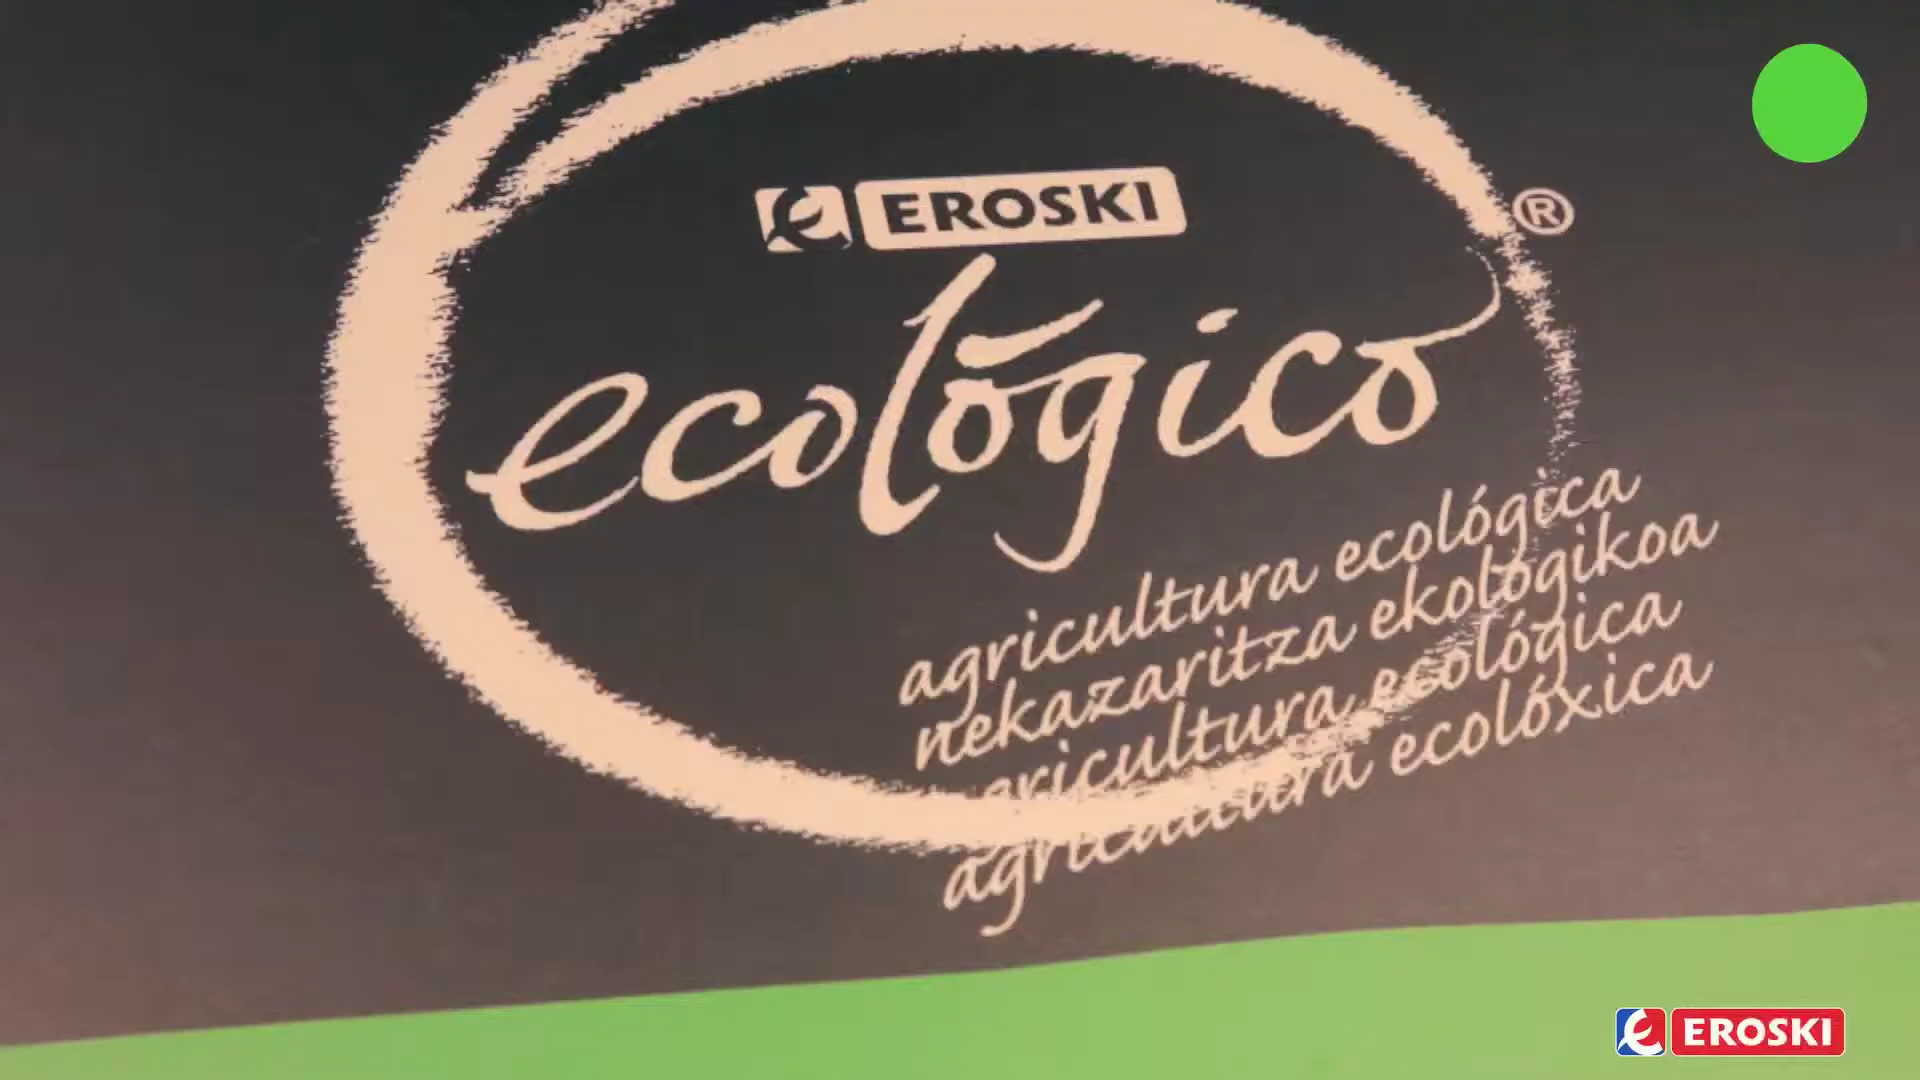 EROSKI
®
ecológico
agricultura ecológica
nekazaritza ekologikoa
agricultura ecológica
agricultura ecolóxica
EROSKI